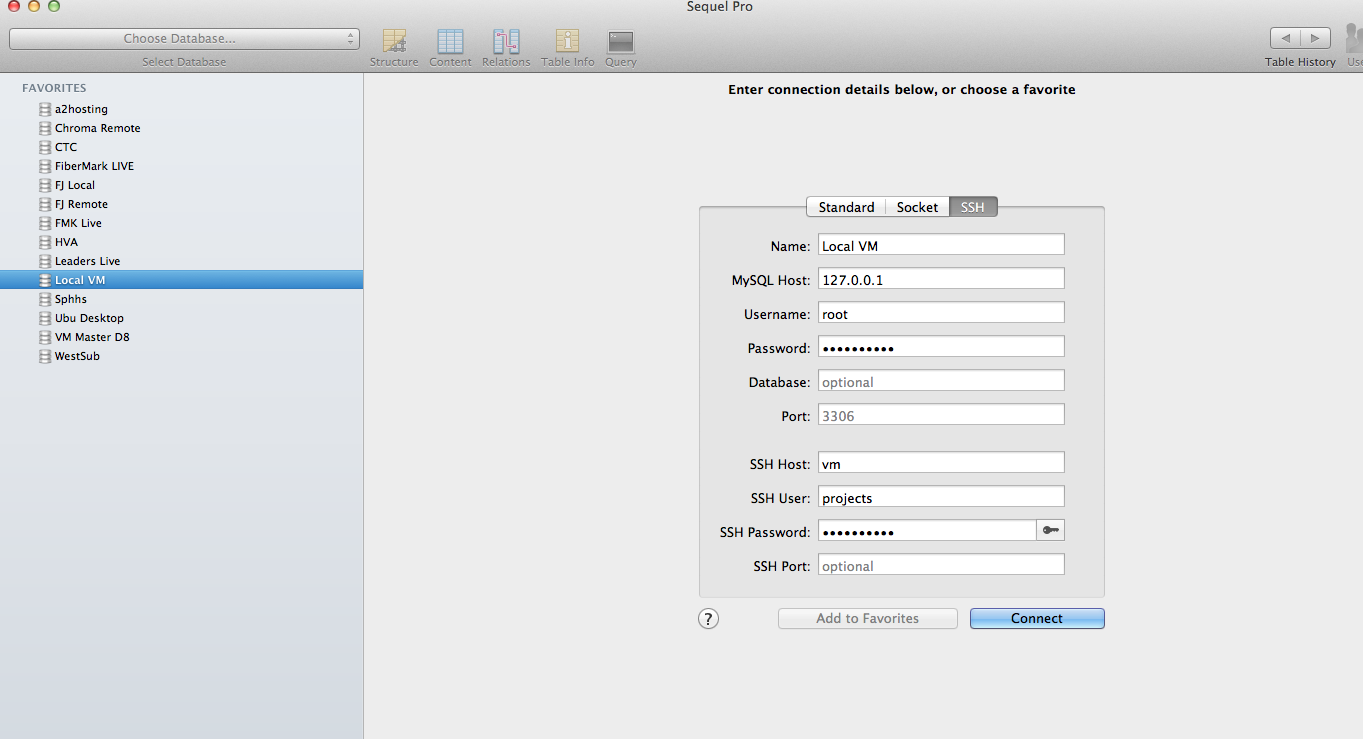 Sequel Pro
Choose Database...
Select Database
Structure
Content
Relations
Table Info
Query
Table History
FAVORITES
a2hosting
Chroma Remote
CTC
FiberMark LIVE
FJ Local
FJ Remote
FMK Live
HVA
Leaders Live
Local VM
Sphhs
Ubu Desktop
VM Master D8
WestSub
Enter connection details below, or choose a favorite
Standard Socket SSH
Name: Local VM
MySQL Host: 127.0.0.1
Username: root
Password: ••••••••••
Database: optional
Port: 3306
SSH Host: vm
SSH User: projects
SSH Password: ••••••••••
SSH Port: optional
? Add to Favorites Connect